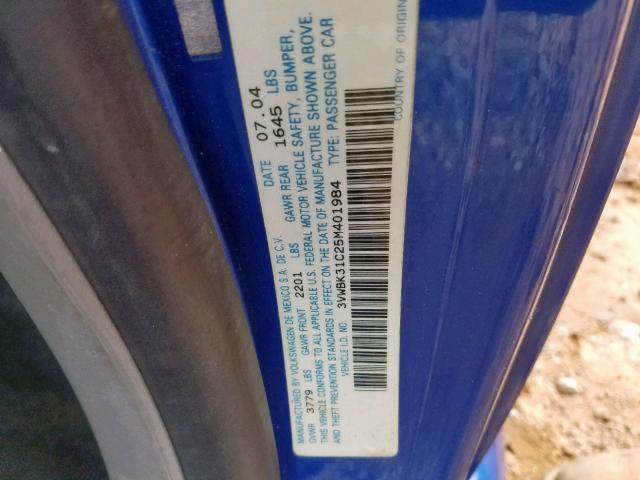 MANUFACTURED BY VOLKSWAGEN DE MEXICO S.A. DE C.V. DATE 07.04
GVWR 3779 LBS GAWR FRONT 2201 LBS GAWR REAR 1645 LBS
THIS VEHICLE CONFORMS TO ALL APPLICABLE U.S. FEDERAL MOTOR VEHICLE SAFETY, BUMPER,
AND THEFT PREVENTION STANDARDS IN EFFECT ON THE DATE OF MANUFACTURE SHOWN ABOVE.
VEHICLE I.D. NO. 3VWBK31C25M401984 TYPE: PASSENGER CAR
COUNTRY OF ORIGIN